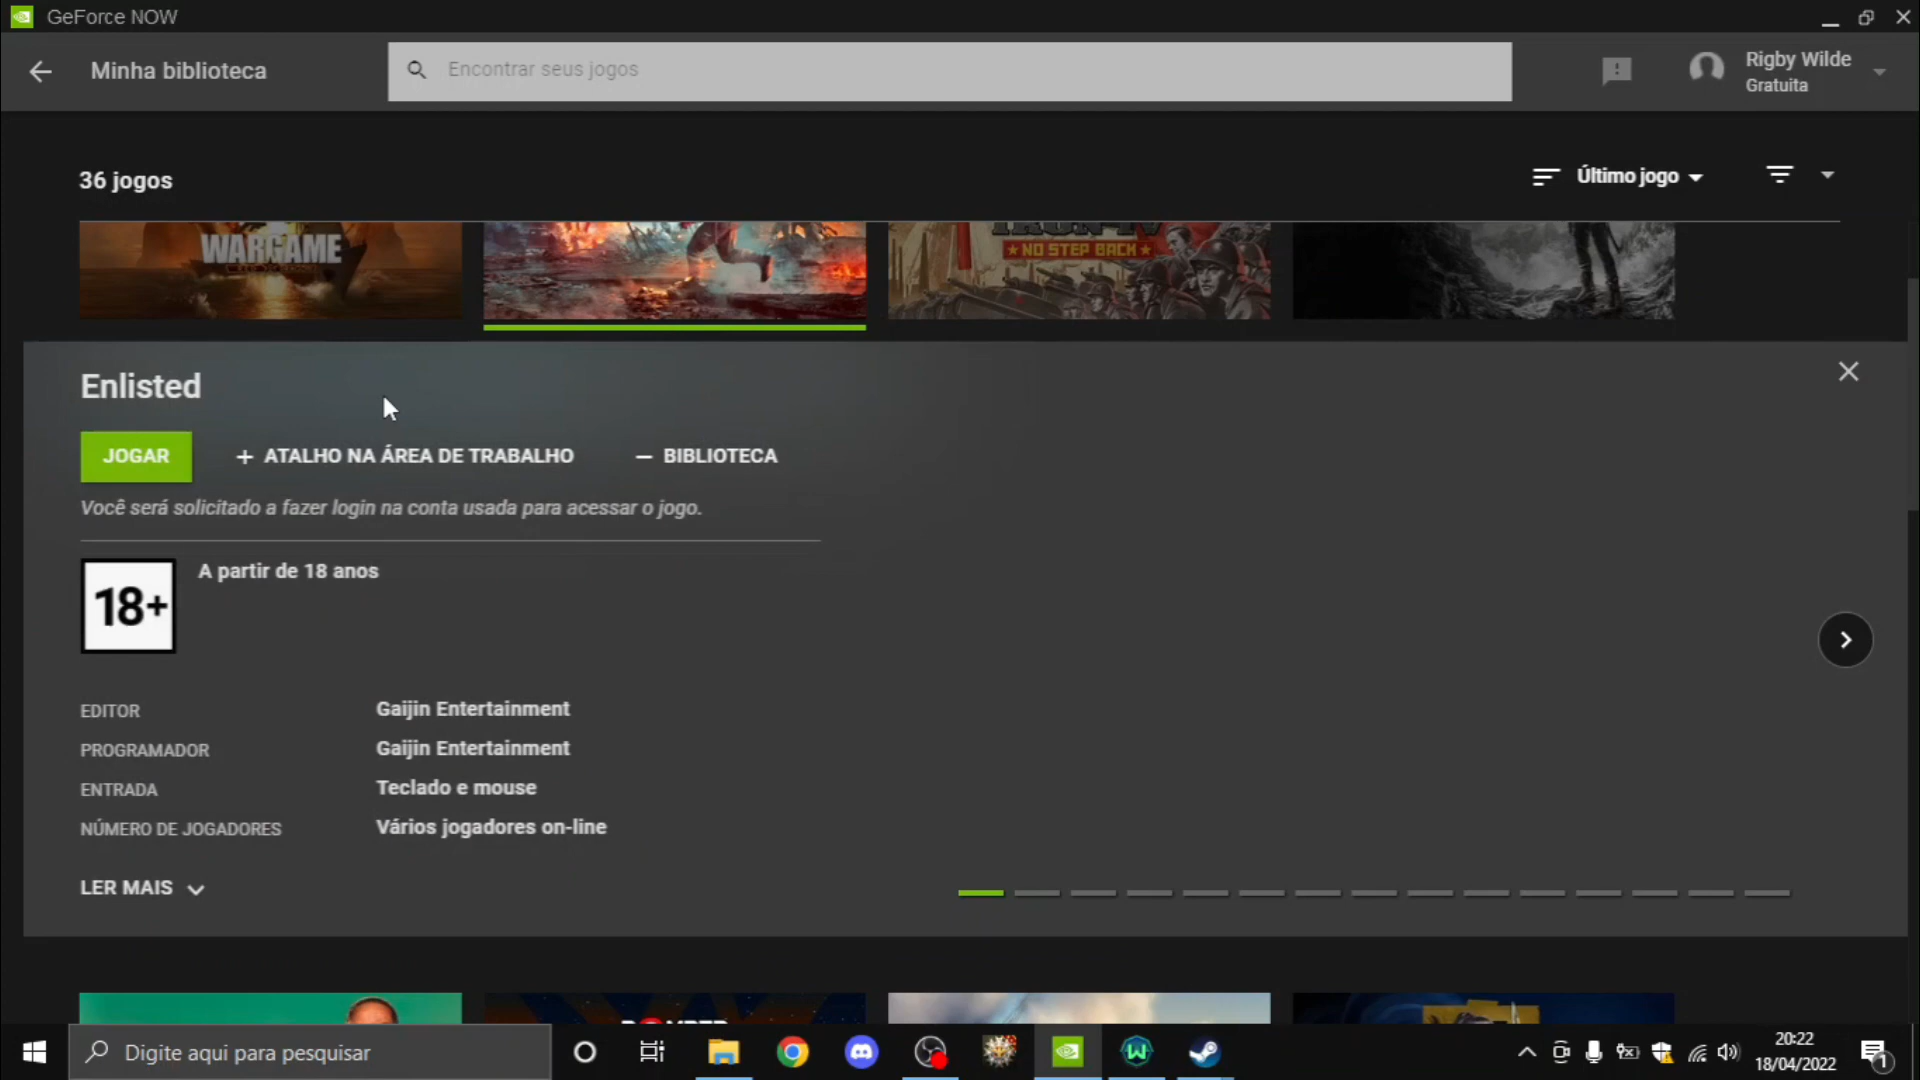 GeForce NOW
Minha biblioteca
Encontrar seus jogos
Rigby Wilde
Gratuita
36 jogos
Último jogo
WARGAME
NO STEP BACK
Enlisted
JOGAR
+ ATALHO NA ÁREA DE TRABALHO
− BIBLIOTECA
Você será solicitado a fazer login na conta usada para acessar o jogo.
18+
A partir de 18 anos
EDITOR
Gaijin Entertainment
PROGRAMADOR
Gaijin Entertainment
ENTRADA
Teclado e mouse
NÚMERO DE JOGADORES
Vários jogadores on-line
LER MAIS
Digite aqui para pesquisar
20:22
18/04/2022
1